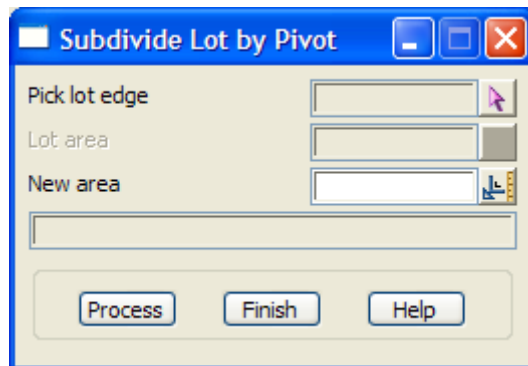 Subdivide Lot by Pivot
Pick lot edge
Lot area
New area
Process Finish Help